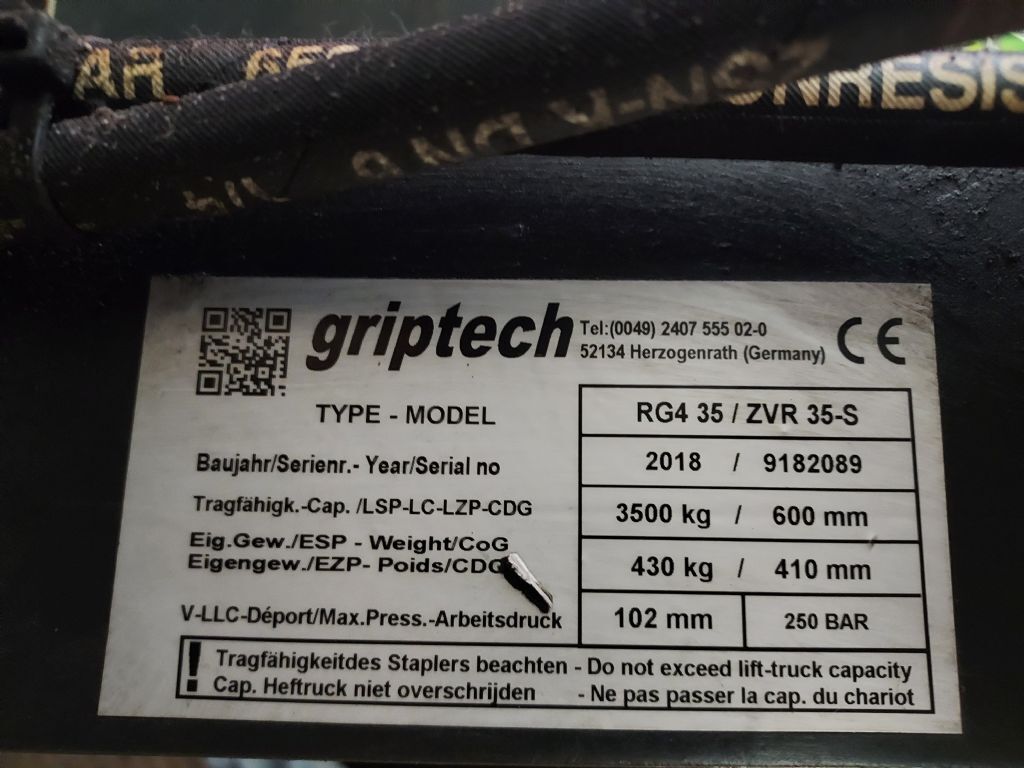 griptech
Tel:(0049) 2407 555 02-0
52134 Herzogenrath (Germany)
CE
TYPE - MODEL
RG4 35 / ZVR 35-S
Baujahr/Serienr.- Year/Serial no
2018 / 9182089
Tragfähigk.-Cap. /LSP-LC-LZP-CDG
3500 kg / 600 mm
Eig.Gew./ESP - Weight/CoG
Eigengew./EZP- Poids/CDG
430 kg / 410 mm
V-LLC-Déport/Max.Press.-Arbeitsdruck
102 mm
250 BAR
! Tragfähigkeitdes Staplers beachten - Do not exceed lift-truck capacity
Cap. Heftruck niet overschrijden - Ne pas passer la cap. du chariot